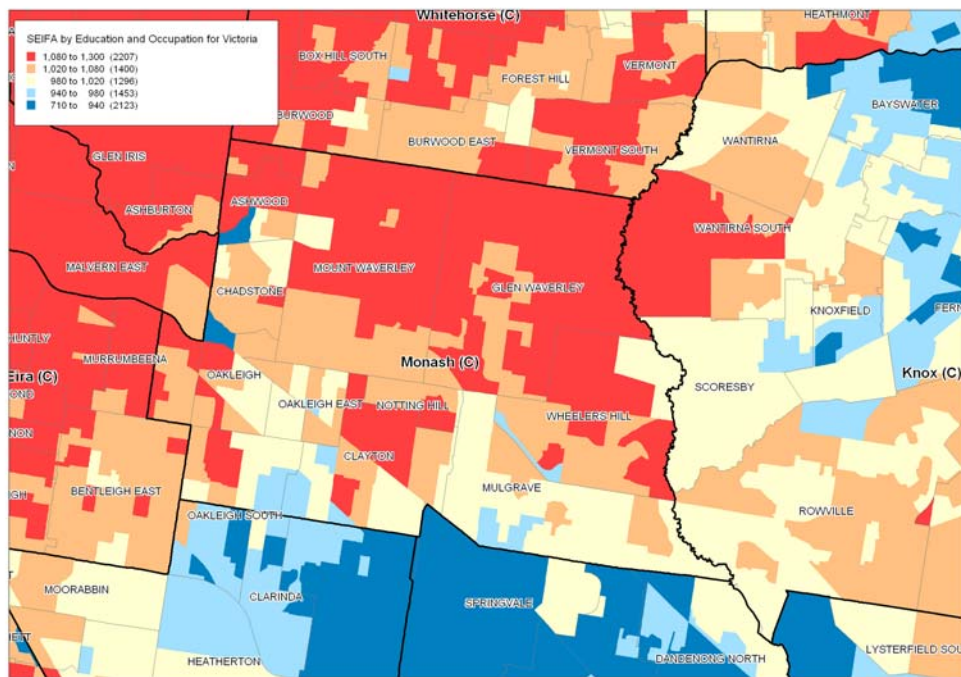 Whitehorse (C)
HEATHMONT
SEIFA by Education and Occupation for Victoria
1,080 to 1,300 (2207)
1,020 to 1,080 (1400)
980 to 1,020 (1296)
940 to 980 (1453)
710 to 940 (2123)
BOX HILL SOUTH
VERMONT
FOREST HILL
BAYSWATER
BURWOOD
BURWOOD EAST
WANTIRNA
VERMONT SOUTH
GLEN IRIS
ASHWOOD
ASHBURTON
WANTIRNA SOUTH
MALVERN EAST
MOUNT WAVERLEY
GLEN WAVERLEY
CHADSTONE
KNOXFIELD
FERN
HUNTLY
MURRUMBEENA
Monash (C)
OAKLEIGH
Eira (C)
SCORESBY
Knox (C)
OND
OAKLEIGH EAST
NOTTING HILL
WHEELERS HILL
NON
CLAYTON
BENTLEIGH EAST
MULGRAVE
IGH
ROWVILLE
OAKLEIGH SOUTH
MOORABBIN
CLARINDA
SPRINGVALE
ETT
HEATHERTON
DANDENONG NORTH
LYSTERFIELD SOU